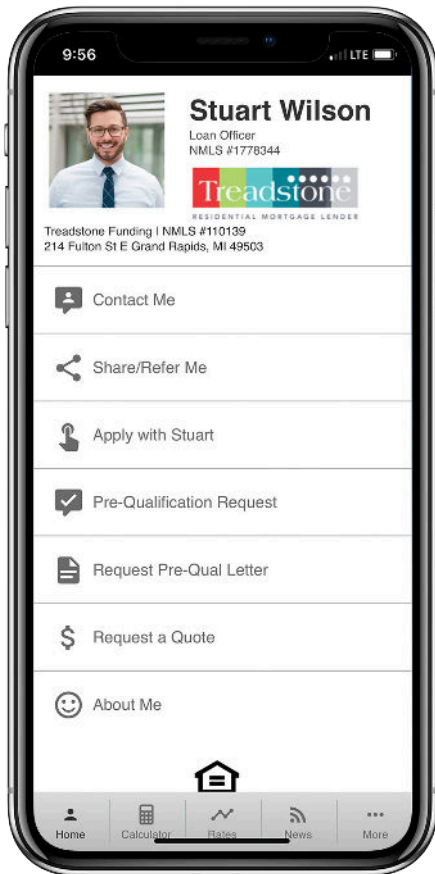 9:56
LTE
Stuart Wilson
Loan Officer
NMLS #1778344
Treadstone
RESIDENTIAL MORTGAGE LENDER
Treadstone Funding I NMLS #110139
214 Fulton St E Grand Rapids, MI 49503
Contact Me
Share/Refer Me
Apply with Stuart
Pre-Qualification Request
Request Pre-Qual Letter
$ Request a Quote
About Me
Home Calculator Rates News More